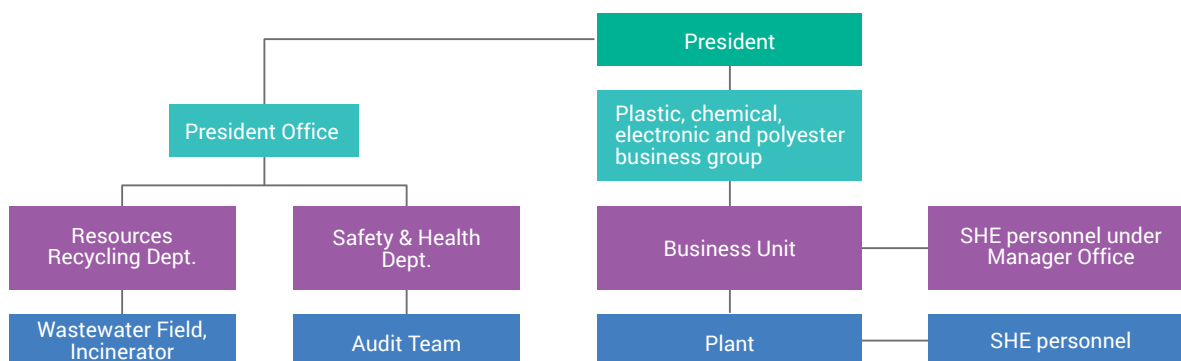 President
President Office
Plastic, chemical,
electronic and polyester
business group
Resources
Recycling Dept.
Safety & Health
Dept.
Business Unit
SHE personnel under
Manager Office
Wastewater Field,
Incinerator
Audit Team
Plant
SHE personnel